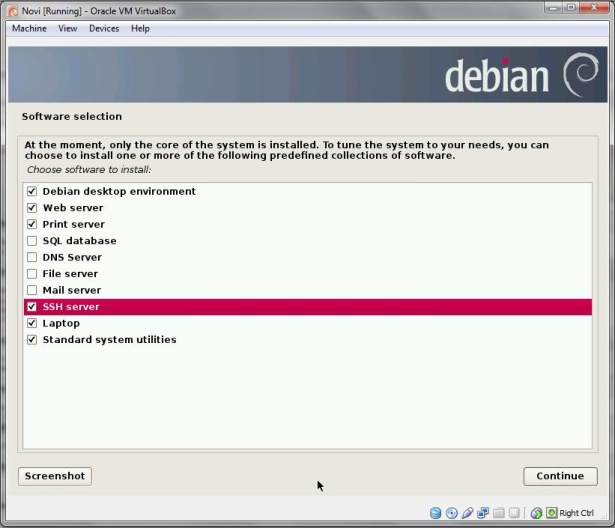 Novi [Running] - Oracle VM VirtualBox
Machine View Devices Help
debian
Software selection
At the moment, only the core of the system is installed. To tune the system to your needs, you can
choose to install one or more of the following predefined collections of software.
Choose software to install:
Debian desktop environment
Web server
Print server
SQL database
DNS Server
File server
Mail server
SSH server
Laptop
Standard system utilities
Screenshot
Continue
Right Ctrl